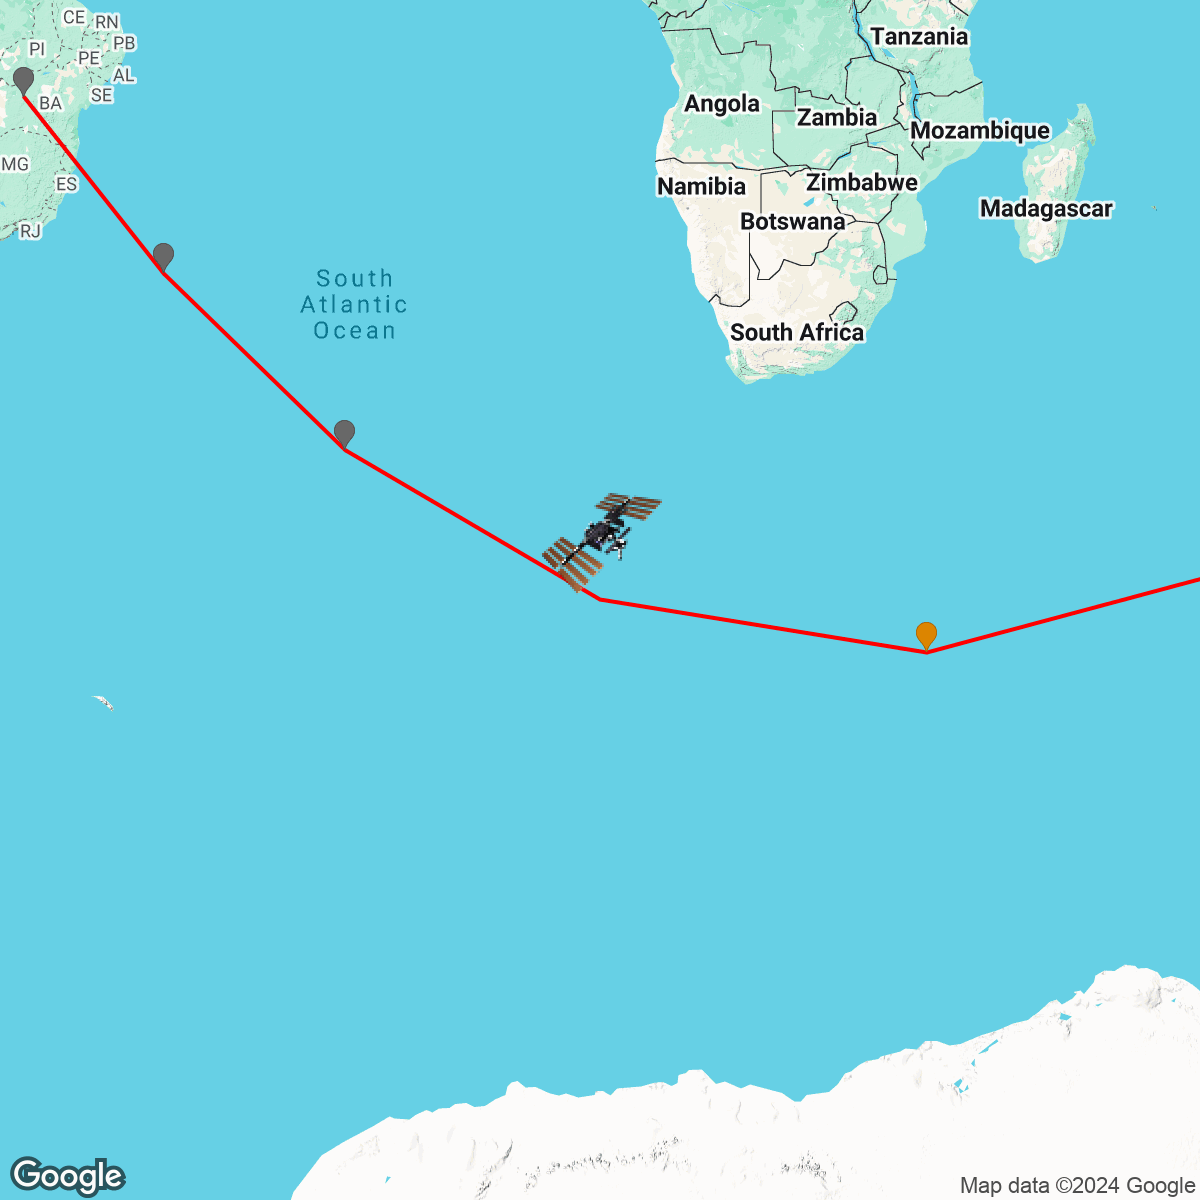 CE
RN
PI
PB
PE
AL
SE
BA
MG
ES
RJ
Tanzania
Angola
Zambia
Mozambique
Namibia
Zimbabwe
Madagascar
Botswana
South
Atlantic
Ocean
South Africa
Google
Map data ©2024 Google